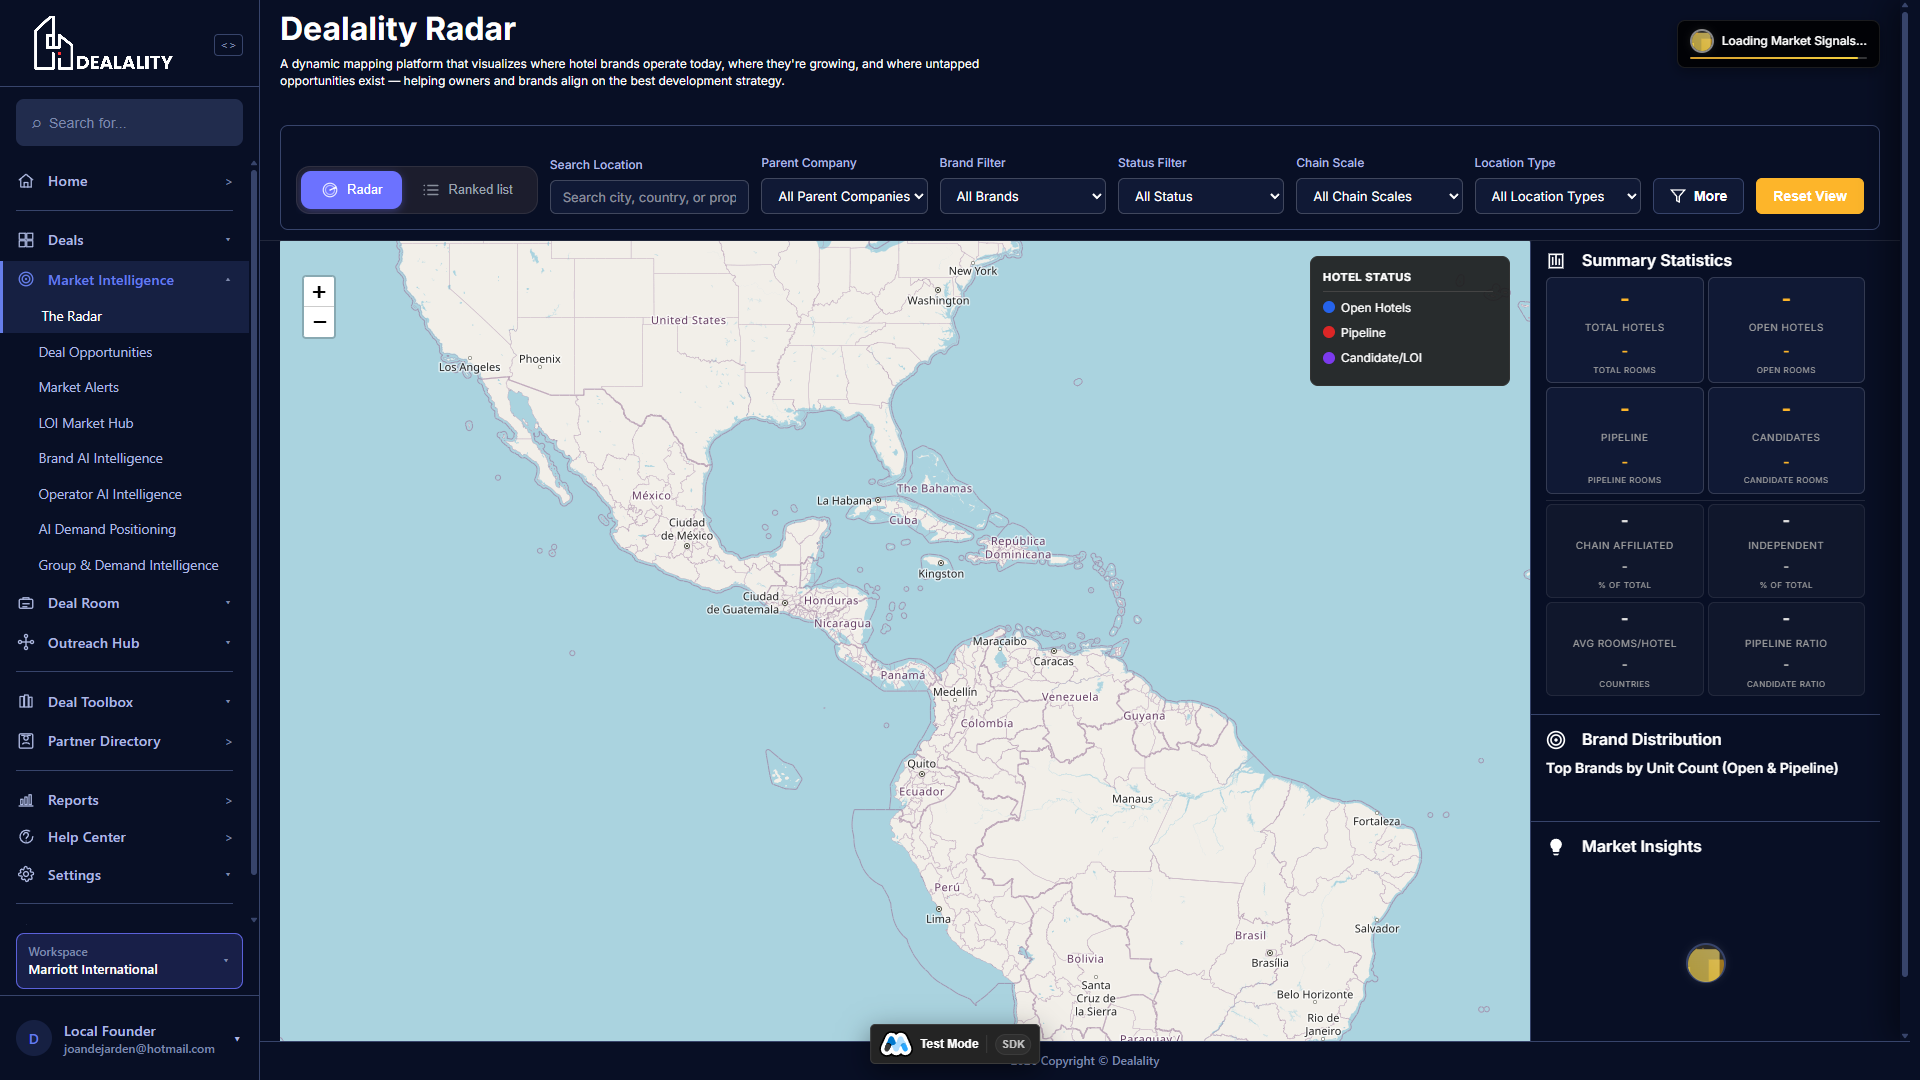 DEALALITY
<>
Search for...
Home
Deals
Market Intelligence
The Radar
Deal Opportunities
Market Alerts
LOI Market Hub
Brand AI Intelligence
Operator AI Intelligence
AI Demand Positioning
Group & Demand Intelligence
Deal Room
Outreach Hub
Deal Toolbox
Partner Directory
Reports
Help Center
Settings
Workspace
Marriott International
D
Local Founder
joandejarden@hotmail.com
Dealality Radar
A dynamic mapping platform that visualizes where hotel brands operate today, where they're growing, and where untapped
opportunities exist — helping owners and brands align on the best development strategy.
Loading Market Signals...
Radar
Ranked list
Search Location
Search city, country, or prop
Parent Company
All Parent Companies
Brand Filter
All Brands
Status Filter
All Status
Chain Scale
All Chain Scales
Location Type
All Location Types
More
Reset View
+
−
HOTEL STATUS
Open Hotels
Pipeline
Candidate/LOI
New York
Washington
United States
Phoenix
Los Angeles
México
Ciudad
de México
La Habana
The Bahamas
Cuba
República
Dominicana
Kingston
Ciudad
de Guatemala
Honduras
Nicaragua
Maracaibo
Caracas
Panamá
Medellín
Venezuela
Colombia
Guyana
Quito
Ecuador
Manaus
Fortaleza
Perú
Lima
Salvador
Brasil
Brasília
Bolivia
Santa
Cruz de
la Sierra
Belo Horizonte
Rio de
Janeiro
Paraguay/
Summary Statistics
-
TOTAL HOTELS
-
TOTAL ROOMS
-
OPEN HOTELS
-
OPEN ROOMS
-
PIPELINE
-
PIPELINE ROOMS
-
CANDIDATES
-
CANDIDATE ROOMS
-
CHAIN AFFILIATED
-
% OF TOTAL
-
INDEPENDENT
-
% OF TOTAL
-
AVG ROOMS/HOTEL
-
COUNTRIES
-
PIPELINE RATIO
-
CANDIDATE RATIO
Brand Distribution
Top Brands by Unit Count (Open & Pipeline)
Market Insights
Test Mode
SDK
Copyright © Dealality